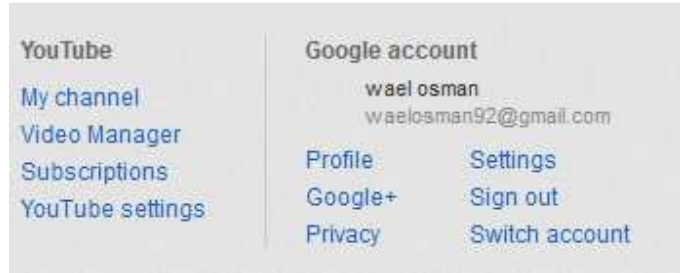 YouTube
My channel
Video Manager
Subscriptions
YouTube settings
Google account
wael osman
waelosman92@gmail.com
Profile
Settings
Google+
Sign out
Privacy
Switch account